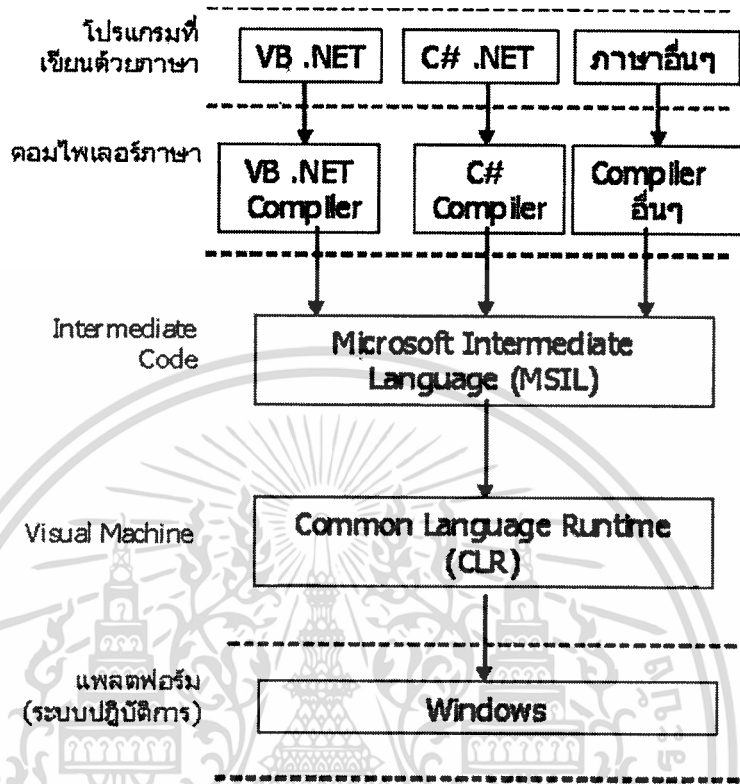 โปรแกรมที่
เขียนด้วยภาษา
VB .NET
C# .NET
ภาษาอื่นๆ
คอมไพเลอร์ภาษา
VB .NET
Compiler
C#
Compiler
Compiler
อื่นๆ
Intermediate
Code
Microsoft Intermediate
Language (MSIL)
Visual Machine
Common Language Runtime
(CLR)
แพลตฟอร์ม
(ระบบปฏิบัติการ)
Windows